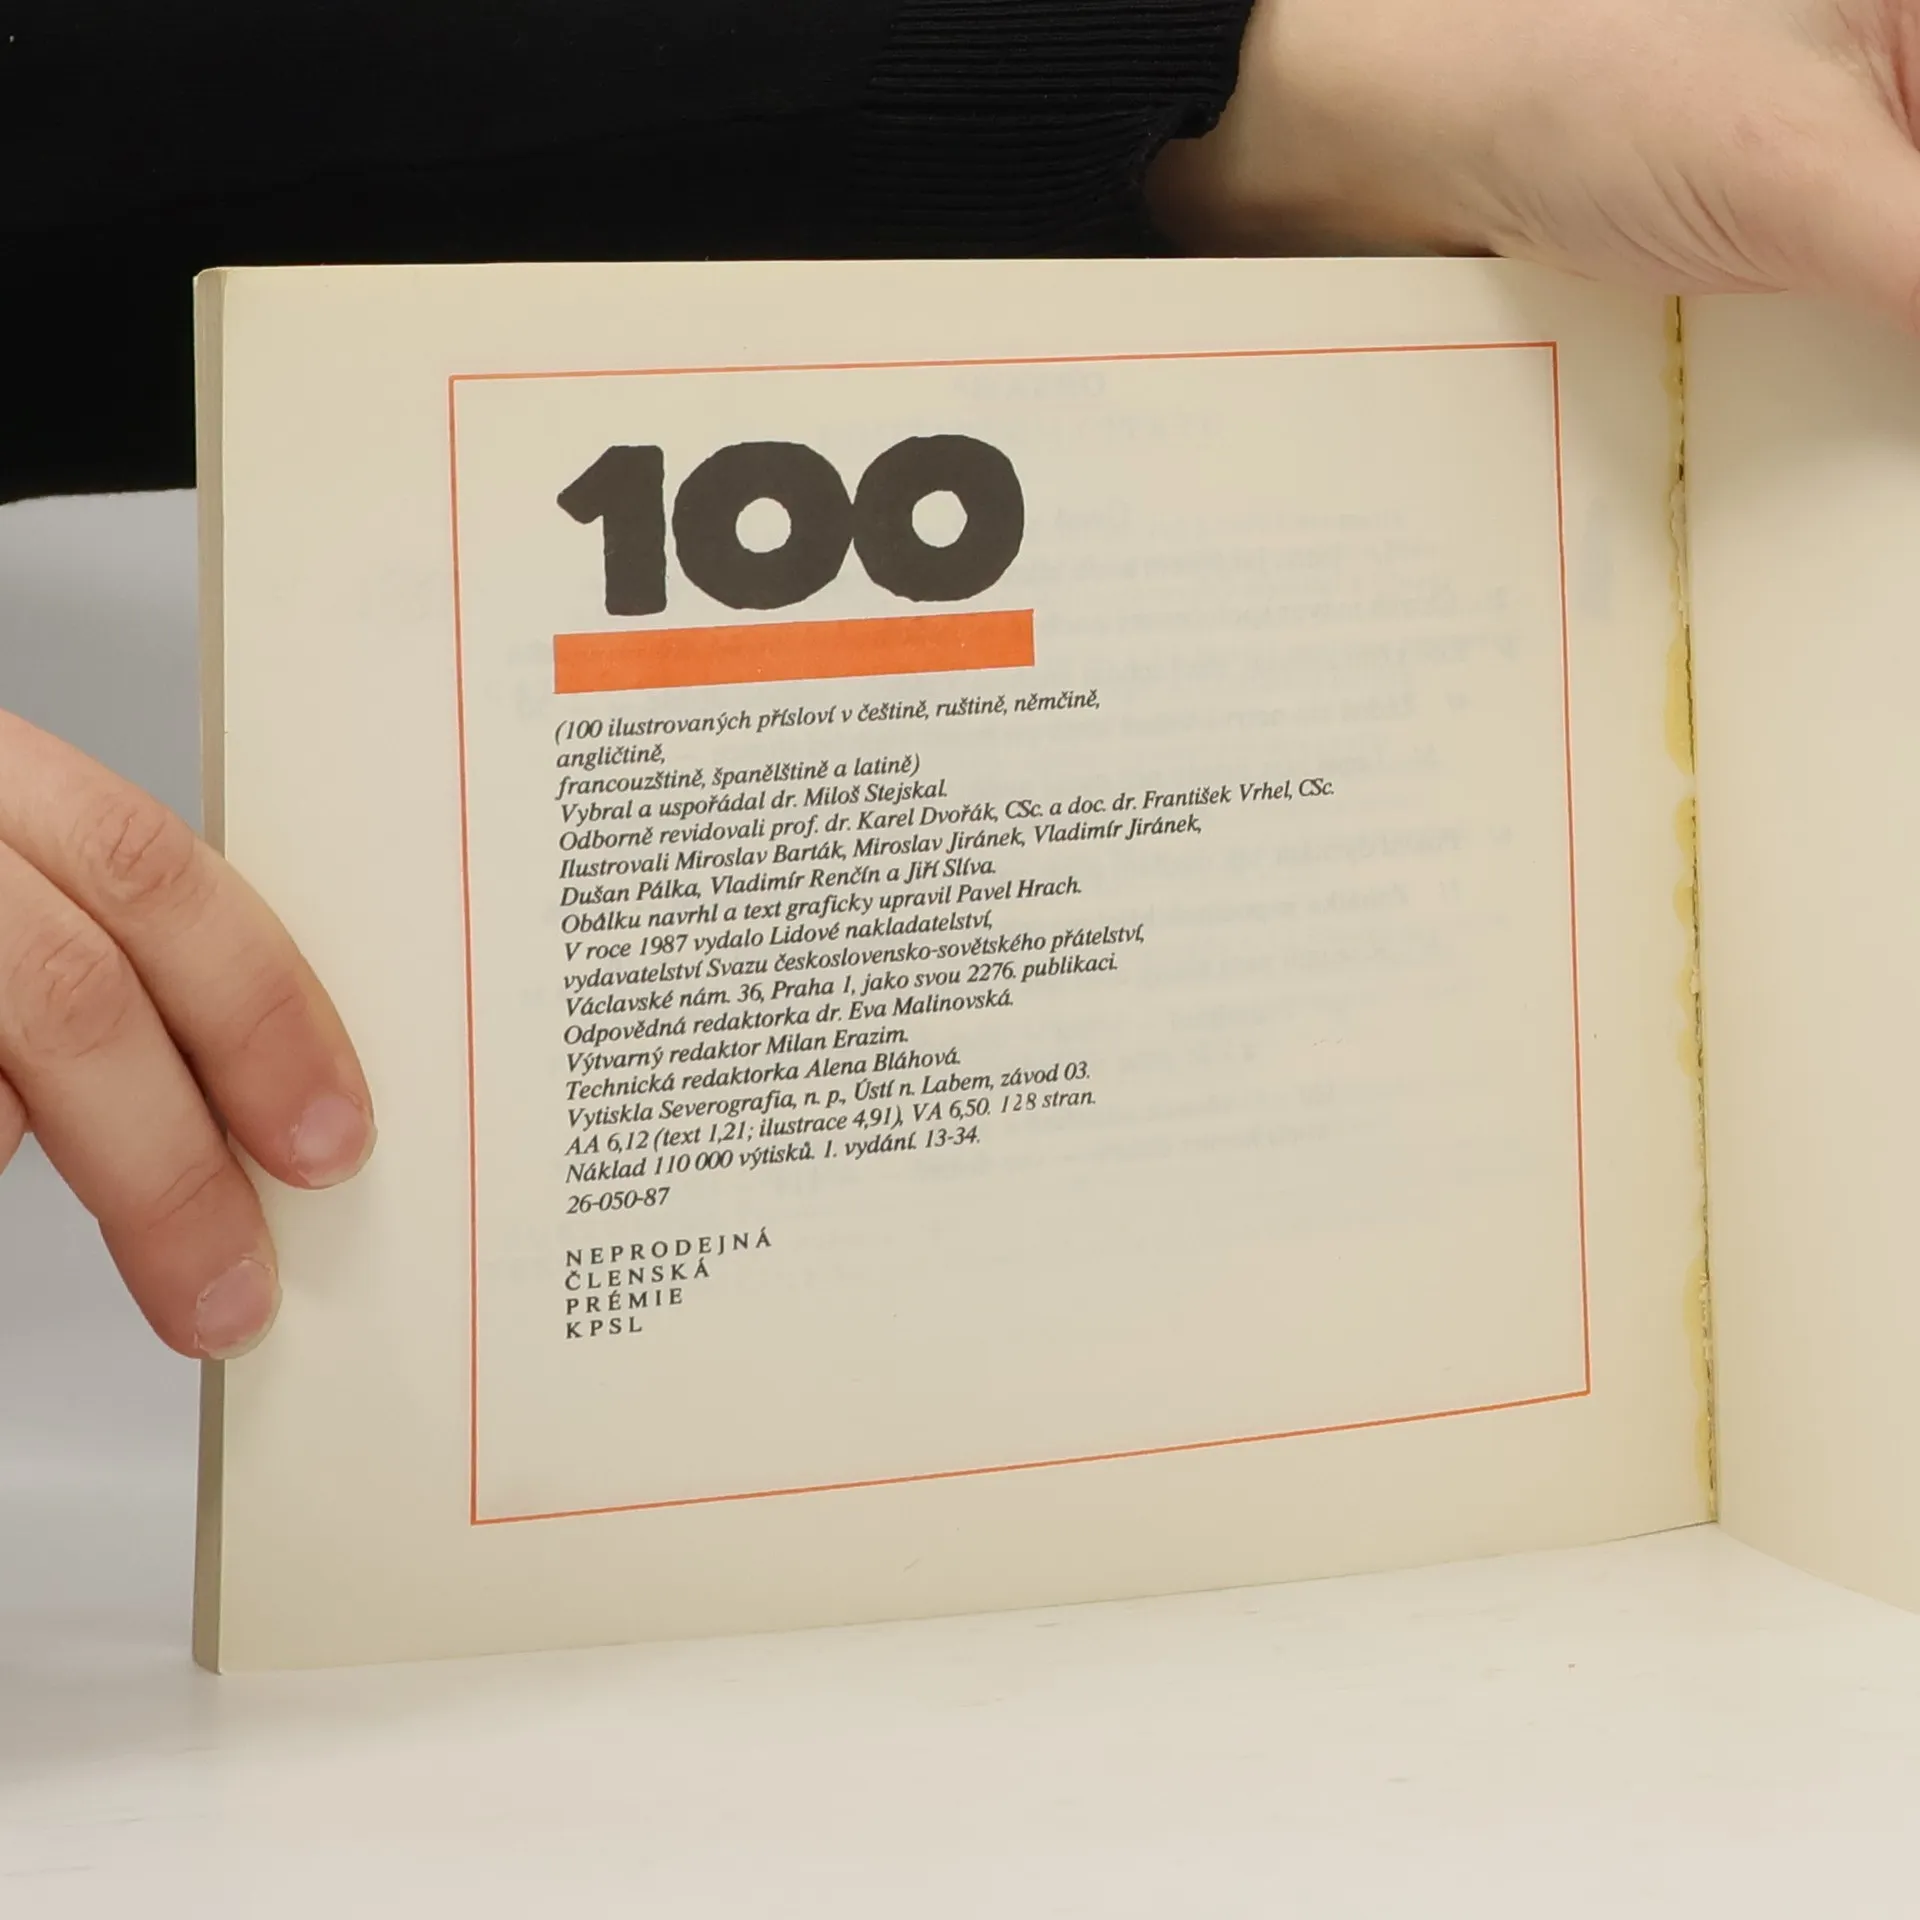 100
(100 ilustrovaných přísloví v češtině, ruštině, němčině,
angličtině,
francouzštině, španělštině a latině)
Vybral a uspořádal dr. Miloš Stejskal.
Odborně revidovali prof. dr. Karel Dvořák, CSc. a doc. dr. František Vrhel, CSc.
Ilustrovali Miroslav Barták, Miroslav Jiránek, Vladimír Jiránek,
Dušan Pálka, Vladimír Renčín a Jiří Slíva.
Obálku navrhl a text graficky upravil Pavel Hrach.
V roce 1987 vydalo Lidové nakladatelství,
vydavatelství Svazu československo-sovětského přátelství,
Václavské nám. 36, Praha 1, jako svou 2276. publikaci.
Odpovědná redaktorka dr. Eva Malinovská.
Výtvarný redaktor Milan Erazim.
Technická redaktorka Alena Bláhová.
Vytiskla Severografia, n. p., Ústí n. Labem, závod 03.
AA 6,12 (text 1,21; ilustrace 4,91), VA 6,50. 128 stran.
Náklad 110 000 výtisků. 1. vydání. 13-34.
26-050-87
NEPRODEJNÁ
ČLENSKÁ
PRÉMIE
KPSL